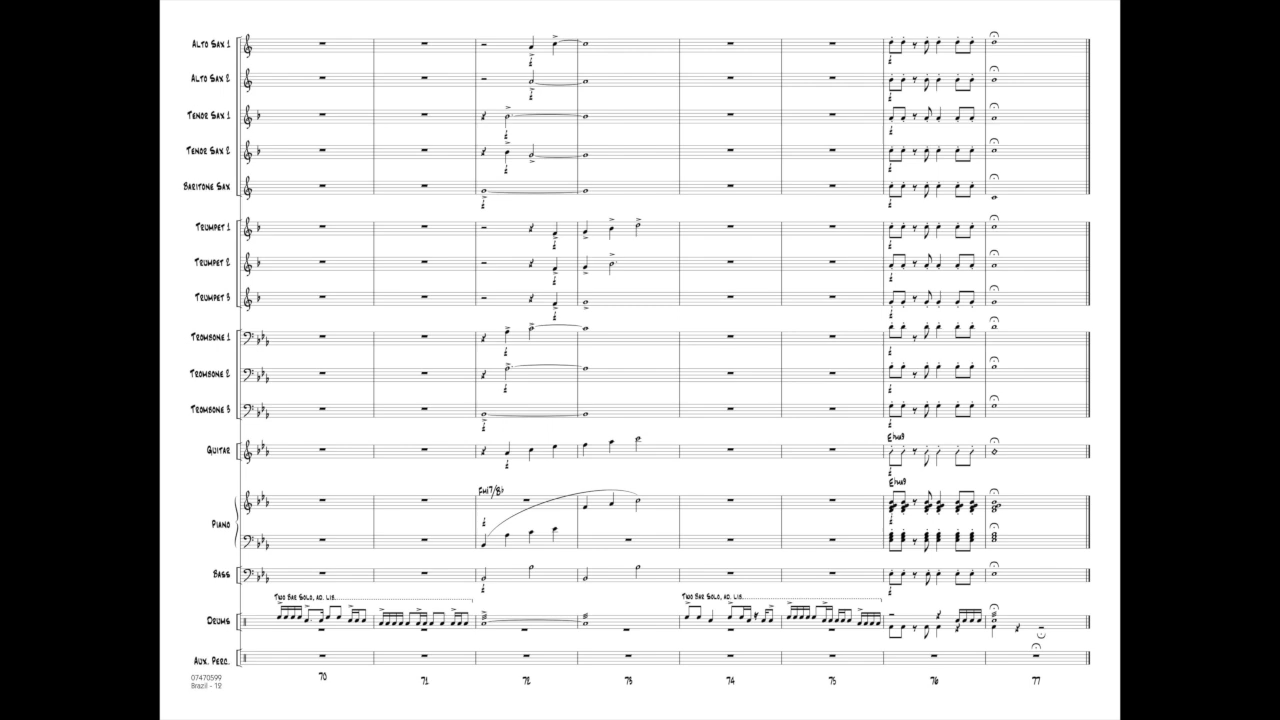 ALTO SAX 1
ALTO SAX 2
TENOR SAX 1
TENOR SAX 2
BARITONE SAX
TRUMPET 1
TRUMPET 2
TRUMPET 3
TROMBONE 1
TROMBONE 2
TROMBONE 3
GUITAR
E♭MA9
FMI7/B♭
E♭MA9
PIANO
BASS
TWO BAR SOLO, AD. LIB.
TWO BAR SOLO, AD. LIB.
DRUMS
AUX. PERC.
70 71 72 73 74 75 76 77
07470599
Brazil - 12